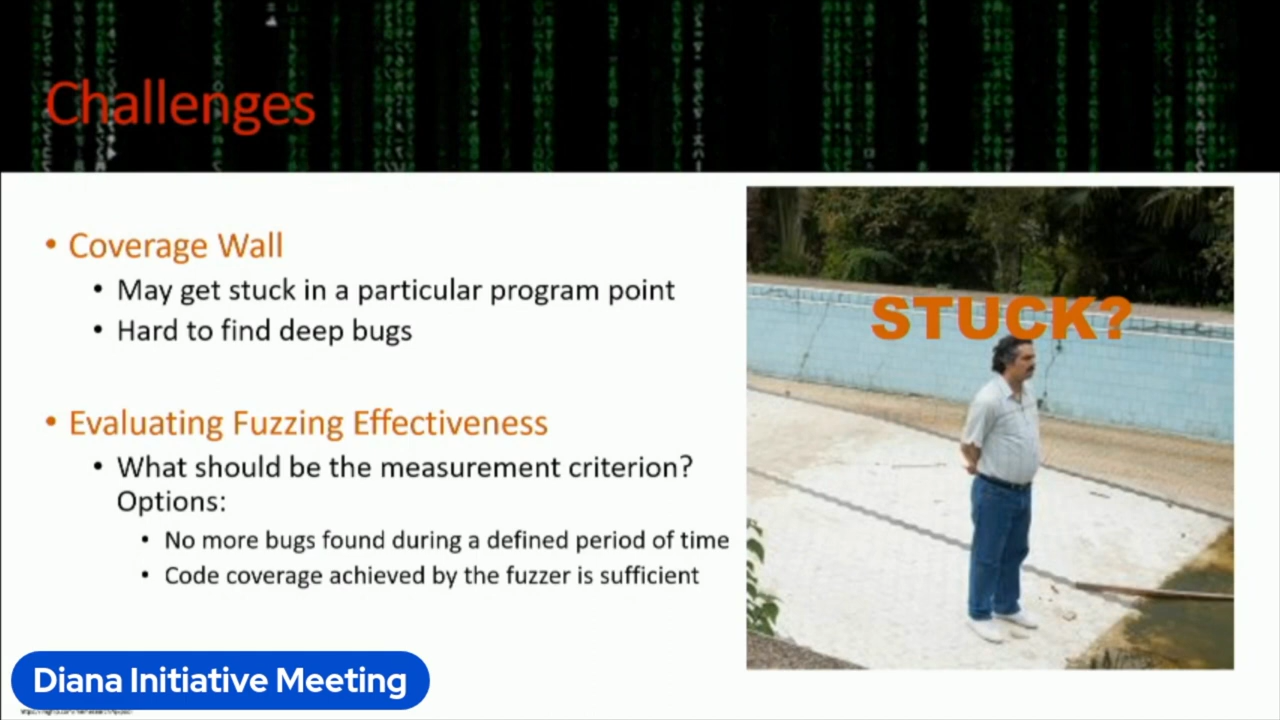 Challenges
• Coverage Wall
• May get stuck in a particular program point
• Hard to find deep bugs
• Evaluating Fuzzing Effectiveness
• What should be the measurement criterion?
Options:
• No more bugs found during a defined period of time
• Code coverage achieved by the fuzzer is sufficient
STUCK?
Diana Initiative Meeting